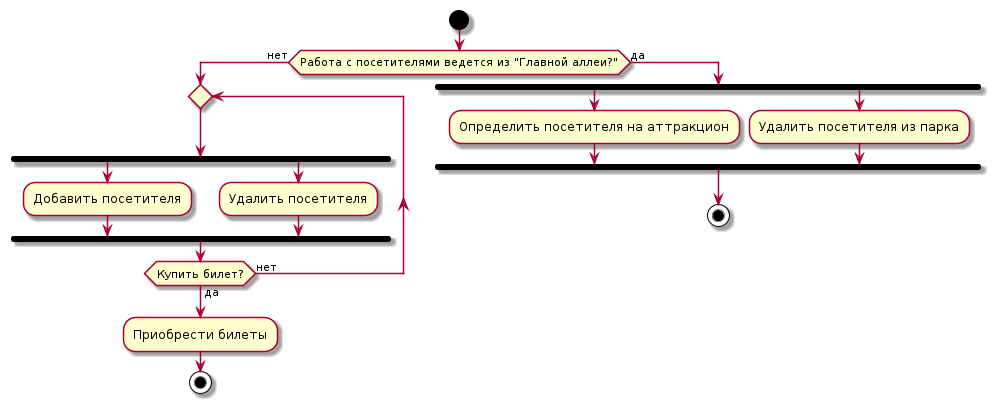 нет
Работа с посетителями ведется из "Главной аллеи?"
да
Определить посетителя на аттракцион
Удалить посетителя из парка
Добавить посетителя
Удалить посетителя
Купить билет?
нет
да
Приобрести билеты